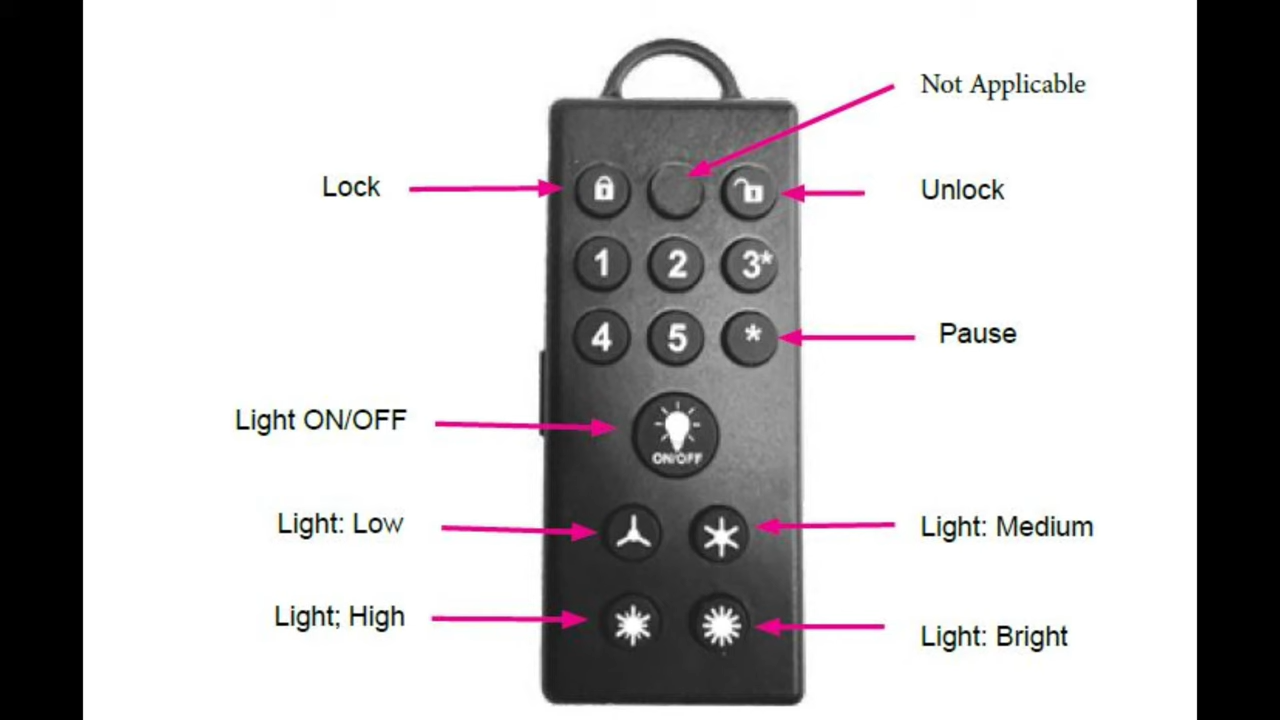 Not Applicable
Lock
Unlock
1 2 3*
4 5 *
Pause
Light ON/OFF
ON/OFF
Light: Low
Light: Medium
Light; High
Light: Bright